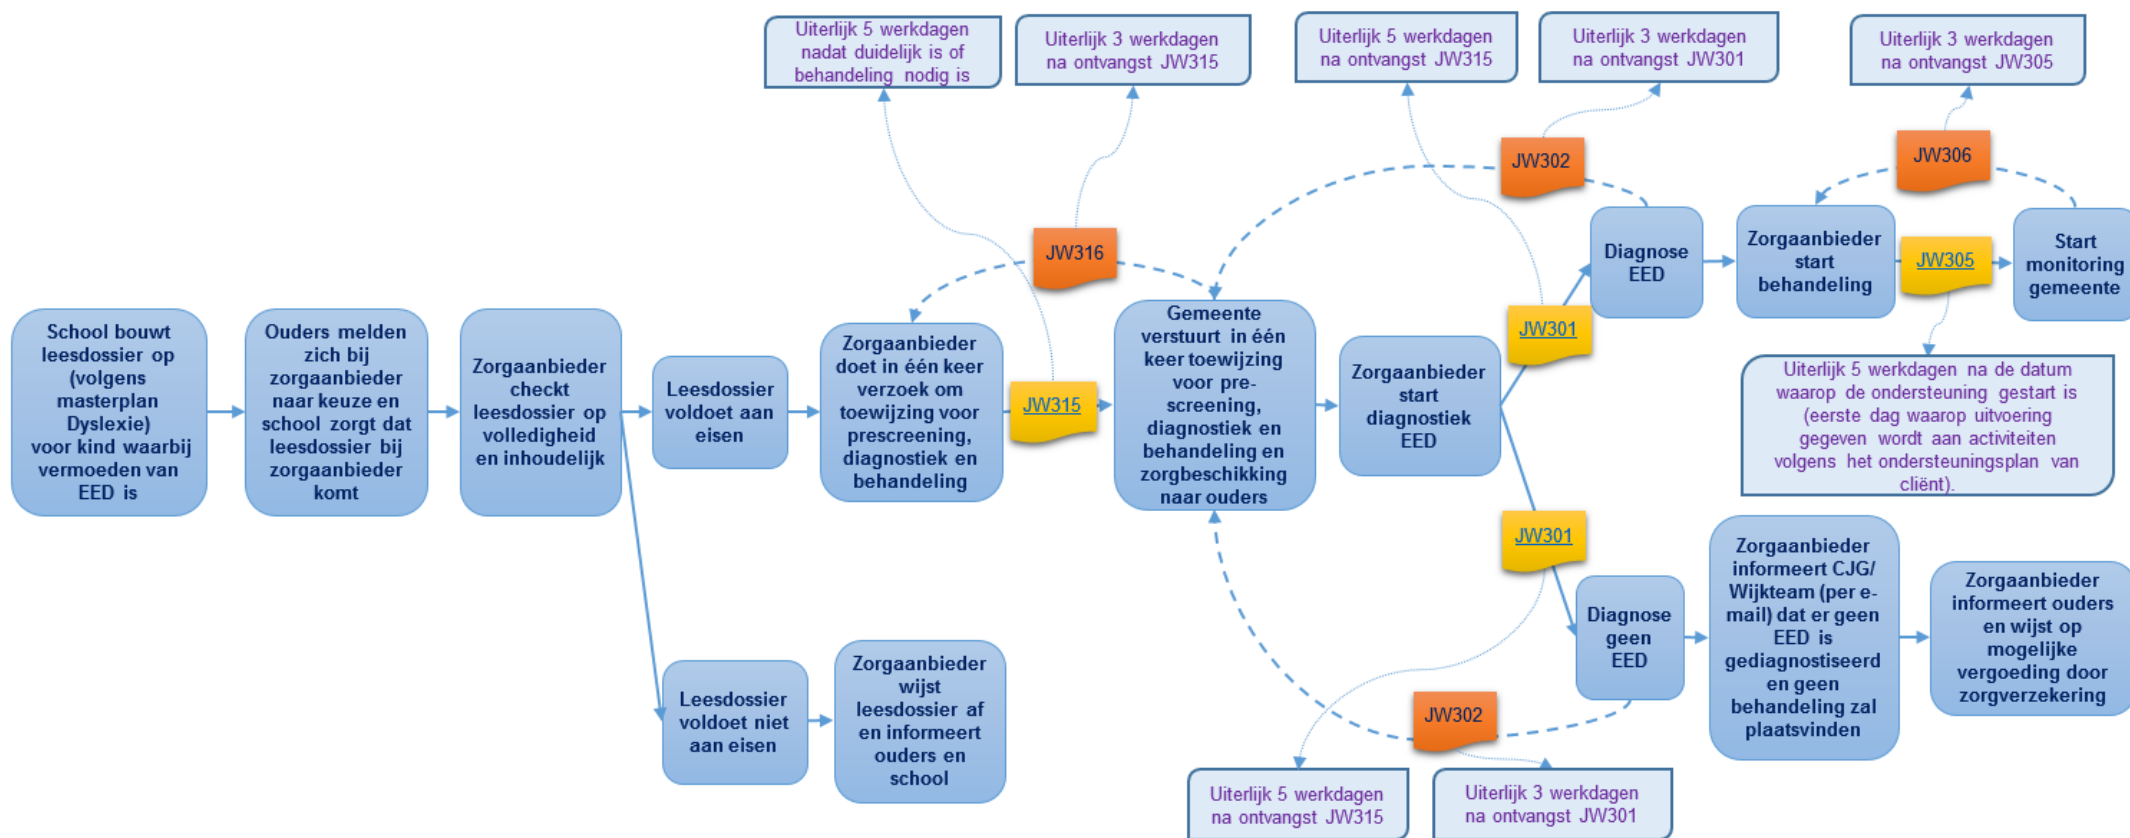 Uiterlijk 5 werkdagen
nadat duidelijk is of
behandeling nodig is
Uiterlijk 3 werkdagen
na ontvangst JW315
Uiterlijk 5 werkdagen
na ontvangst JW315
Uiterlijk 3 werkdagen
na ontvangst JW301
Uiterlijk 3 werkdagen
na ontvangst JW305
JW302
JW306
JW316
School bouwt
leesdossier op
(volgens
masterplan
Dyslexie)
voor kind waarbij
vermoeden van
EED is
Ouders melden
zich bij
zorgaanbieder
naar keuze en
school zorgt dat
leesdossier bij
zorgaanbieder
komt
Zorgaanbieder
checkt
leesdossier op
volledigheid
en inhoudelijk
Leesdossier
voldoet aan
eisen
Zorgaanbieder
doet in één keer
verzoek om
toewijzing voor
prescreening,
diagnostiek en
behandeling
JW315
Gemeente
verstuurt in één
keer toewijzing
voor pre-
screening,
diagnostiek en
behandeling en
zorgbeschikking
naar ouders
Zorgaanbieder
start
diagnostiek
EED
JW301
Diagnose
EED
Zorgaanbieder
start
behandeling
JW305
Start
monitoring
gemeente
Uiterlijk 5 werkdagen na de datum
waarop de ondersteuning gestart is
(eerste dag waarop uitvoering
gegeven wordt aan activiteiten
volgens het ondersteuningsplan van
cliënt).
JW301
Diagnose
geen
EED
Zorgaanbieder
informeert CJG/
Wijkteam (per e-
mail) dat er geen
EED is
gediagnostiseerd
en geen
behandeling zal
plaatsvinden
Zorgaanbieder
informeert ouders
en wijst op
mogelijke
vergoeding door
zorgverzekering
Leesdossier
voldoet niet
aan eisen
Zorgaanbieder
wijst
leesdossier af
en informeert
ouders en
school
JW302
Uiterlijk 5 werkdagen
na ontvangst JW315
Uiterlijk 3 werkdagen
na ontvangst JW301